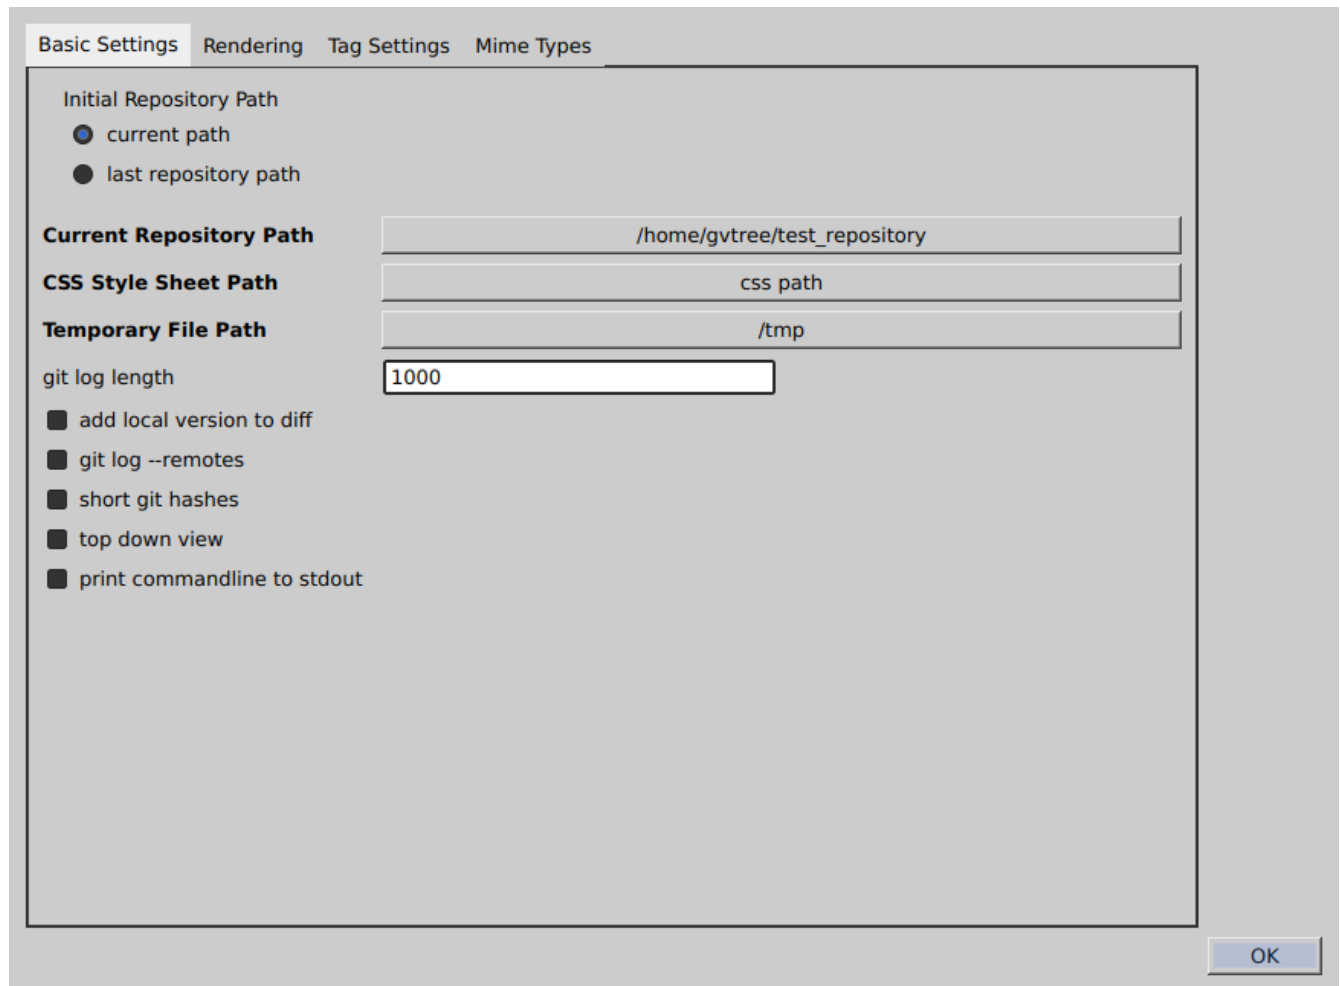 Basic Settings Rendering Tag Settings Mime Types
Initial Repository Path
current path
last repository path
Current Repository Path /home/gvtree/test_repository
CSS Style Sheet Path css path
Temporary File Path /tmp
git log length 1000
add local version to diff
git log --remotes
short git hashes
top down view
print commandline to stdout
OK